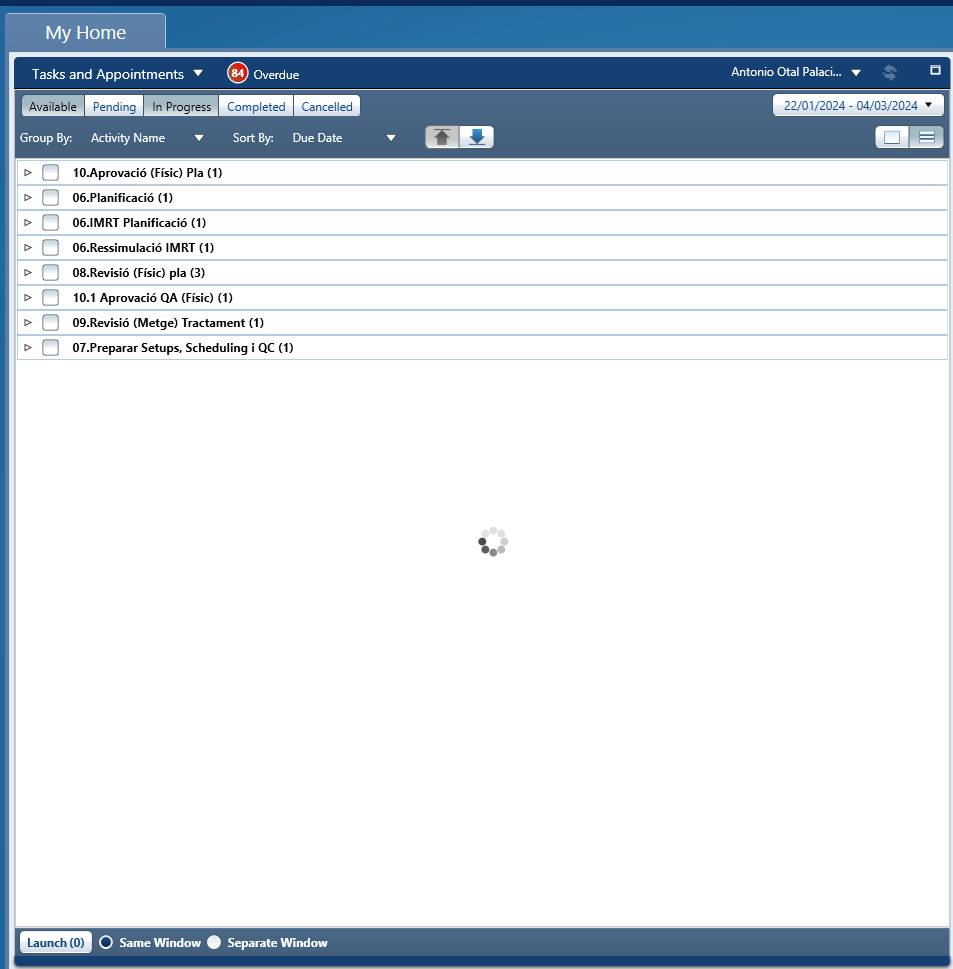 My Home
Tasks and Appointments 84 Overdue Antonio Otal Palaci...
Available Pending In Progress Completed Cancelled 22/01/2024 - 04/03/2024
Group By: Activity Name Sort By: Due Date
10.Aprovació (Físic) Pla (1)
06.Planificació (1)
06.IMRT Planificació (1)
06.Ressimulació IMRT (1)
08.Revisió (Físic) pla (3)
10.1 Aprovació QA (Físic) (1)
09.Revisió (Metge) Tractament (1)
07.Preparar Setups, Scheduling i QC (1)
Launch (0) Same Window Separate Window